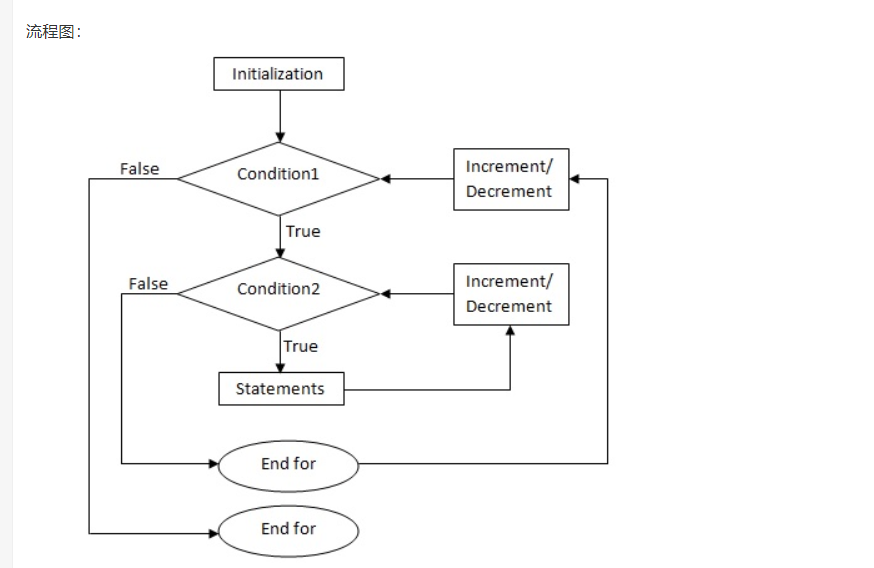 流程图：
Initialization
False
Condition1
Increment/
Decrement
True
False
Condition2
Increment/
Decrement
True
Statements
End for
End for